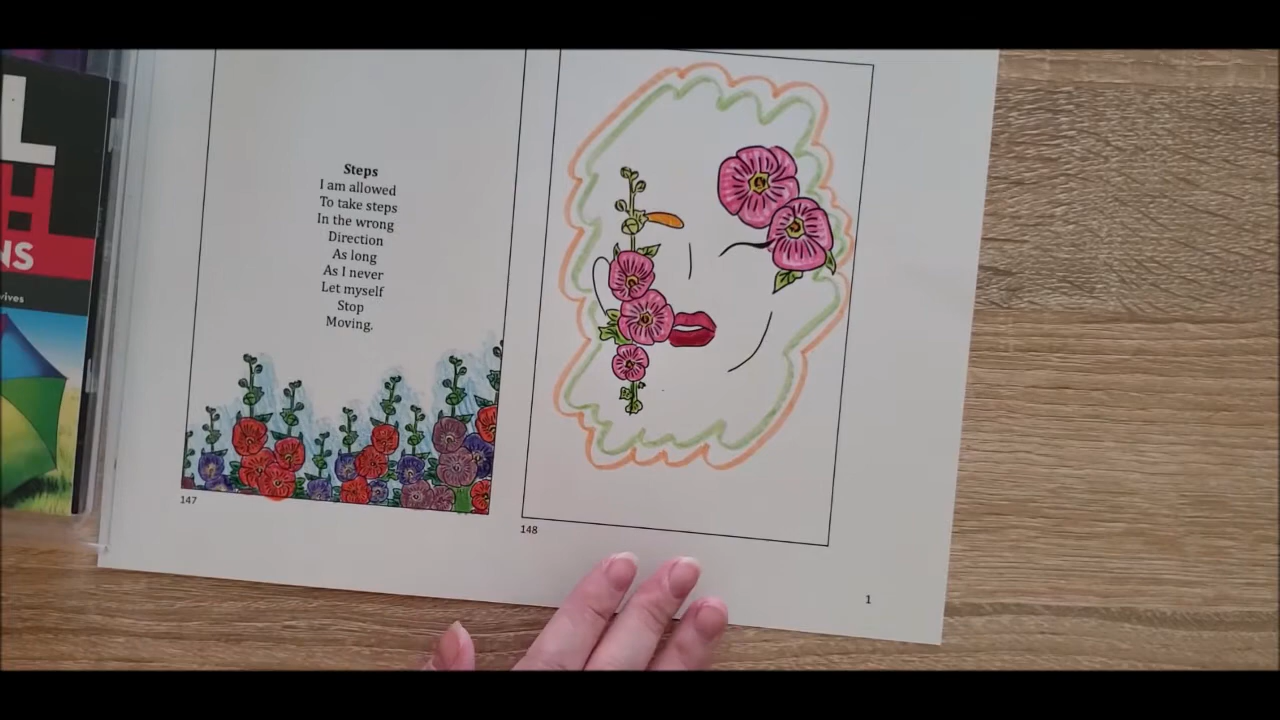 L
H
NS
Steps
I am allowed
To take steps
In the wrong
Direction
As long
As I never
Let myself
Stop
Moving.
147
148
1